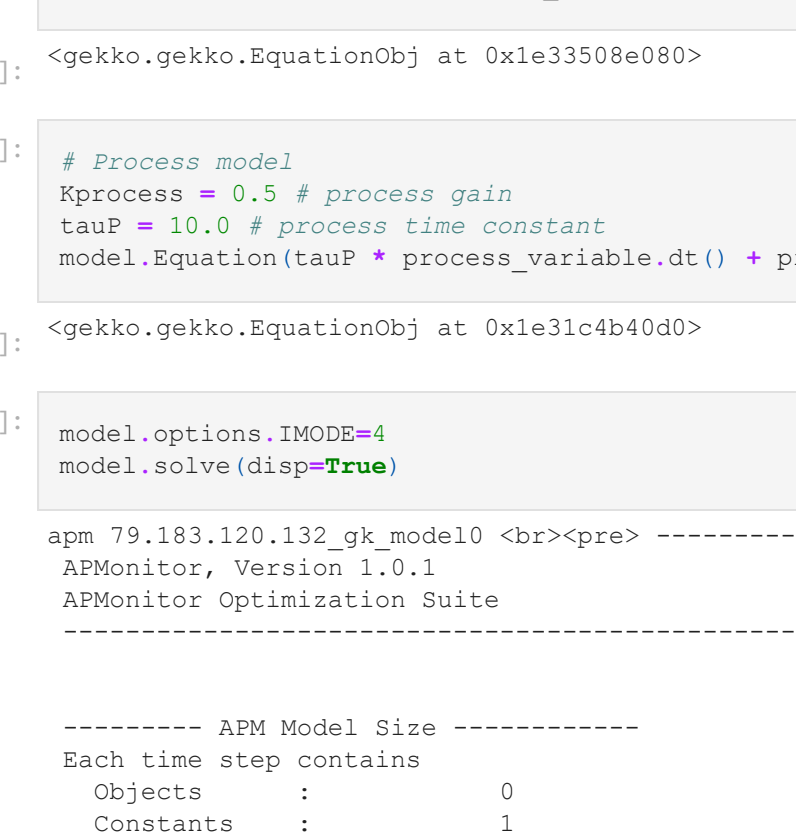 ]: <gekko.gekko.EquationObj at 0x1e33508e080>
]: # Process model
Kprocess = 0.5 # process gain
tauP = 10.0 # process time constant
model.Equation(tauP * process_variable.dt() + p
]: <gekko.gekko.EquationObj at 0x1e31c4b40d0>
]: model.options.IMODE=4
model.solve(disp=True)
apm 79.183.120.132_gk_model0 <br><pre> ---------
APMonitor, Version 1.0.1
APMonitor Optimization Suite
------------------------------------------------
--------- APM Model Size ------------
Each time step contains
Objects : 0
Constants : 1